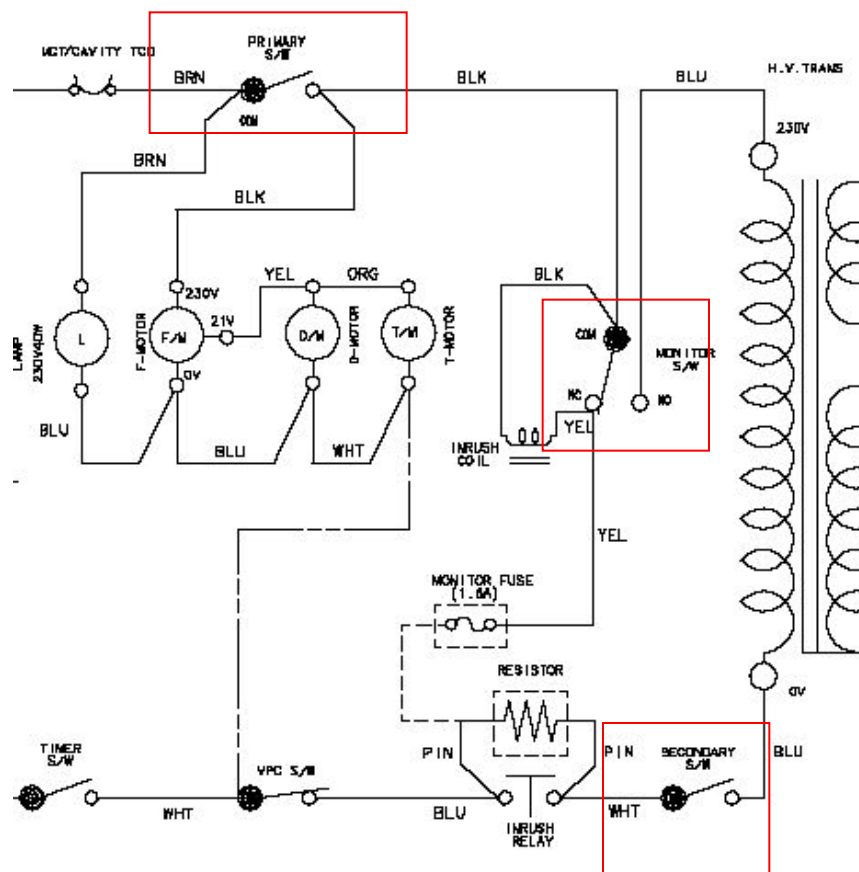 MGT/CAVITY TCO
PRIMARY
S/W
BRN
COM
BLK
BLU
H.V.TRANS
230V
BRN
BLK
YEL
ORG
BLK
230V
21V
LAMP
230V40W
L
F-MOTOR
F/M
D/M
D-MOTOR
T/M
T-MOTOR
COM
MONITOR
S/W
0V
NC
NO
BLU
BLU
WHT
YEL
INRUSH
COIL
YEL
MONITOR FUSE
(1.6A)
RESISTOR
0V
TIMER
S/W
VPC S/W
PIN
PIN
SECONDARY
S/W
BLU
WHT
BLU
INRUSH
RELAY
WHT